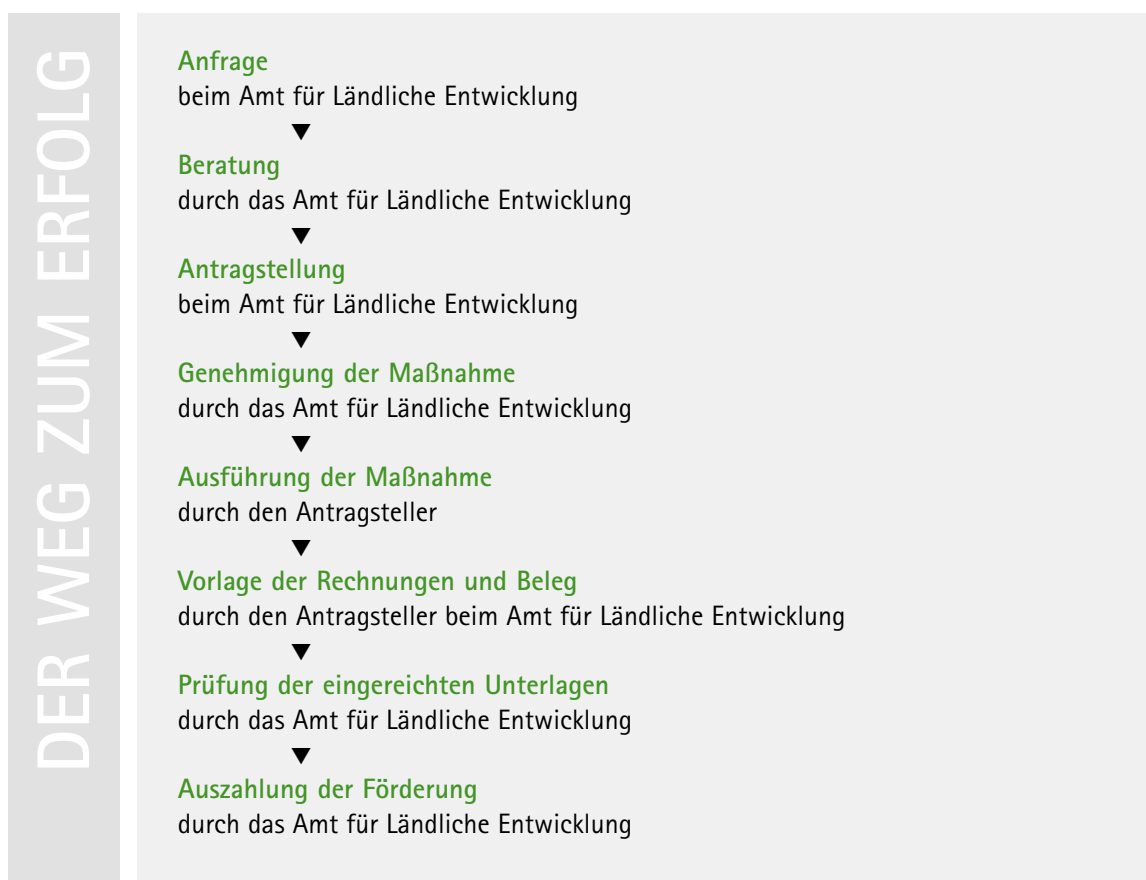 DER WEG ZUM ERFOLG
Anfrage
beim Amt für Ländliche Entwicklung
▼
Beratung
durch das Amt für Ländliche Entwicklung
▼
Antragstellung
beim Amt für Ländliche Entwicklung
▼
Genehmigung der Maßnahme
durch das Amt für Ländliche Entwicklung
▼
Ausführung der Maßnahme
durch den Antragsteller
▼
Vorlage der Rechnungen und Beleg
durch den Antragsteller beim Amt für Ländliche Entwicklung
▼
Prüfung der eingereichten Unterlagen
durch das Amt für Ländliche Entwicklung
▼
Auszahlung der Förderung
durch das Amt für Ländliche Entwicklung